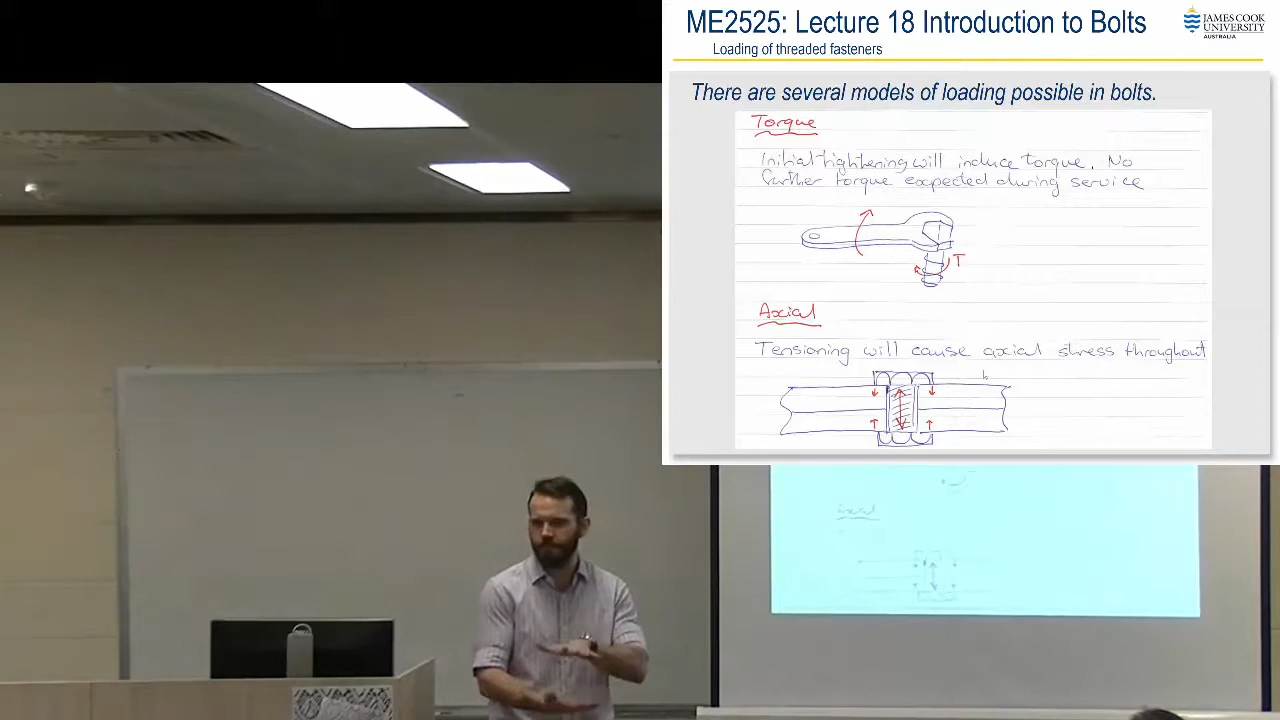 ME2525: Lecture 18 Introduction to Bolts
Loading of threaded fasteners
JAMES COOK
UNIVERSITY
AUSTRALIA
There are several models of loading possible in bolts.
Torque
Initial tightening will induce torque. No
further torque expected during service
T
Axial
Tensioning will cause axial stress throughout
Axial